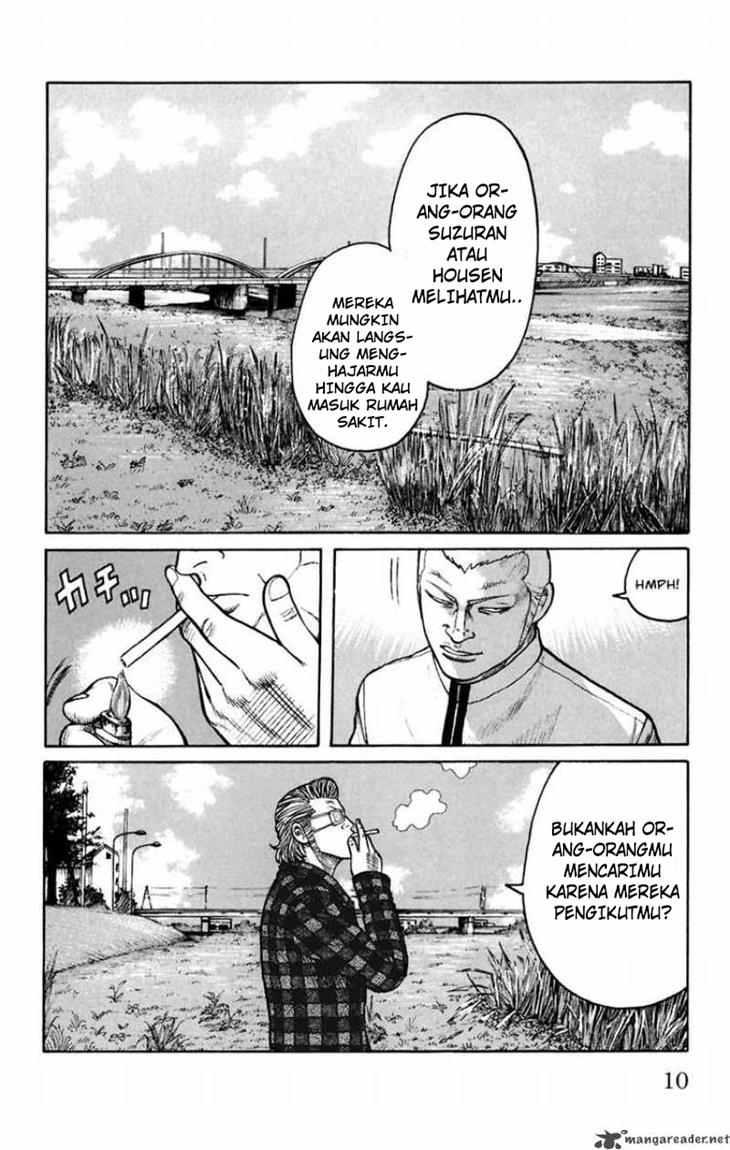 JIKA OR-
ANG-ORANG
SUZURAN
ATAU
HOUSEN
MELIHATMU..
MEREKA
MUNGKIN
AKAN LANGS-
UNG MENG-
HAJARMU
HINGGA KAU
MASUK RUMAH
SAKIT.
カチッ
HMPH!
BUKANKAH OR-
ANG-ORANGMU
MENCARIMU
KARENA MEREKA
PENGIKUTMU?
10
mangareader.net